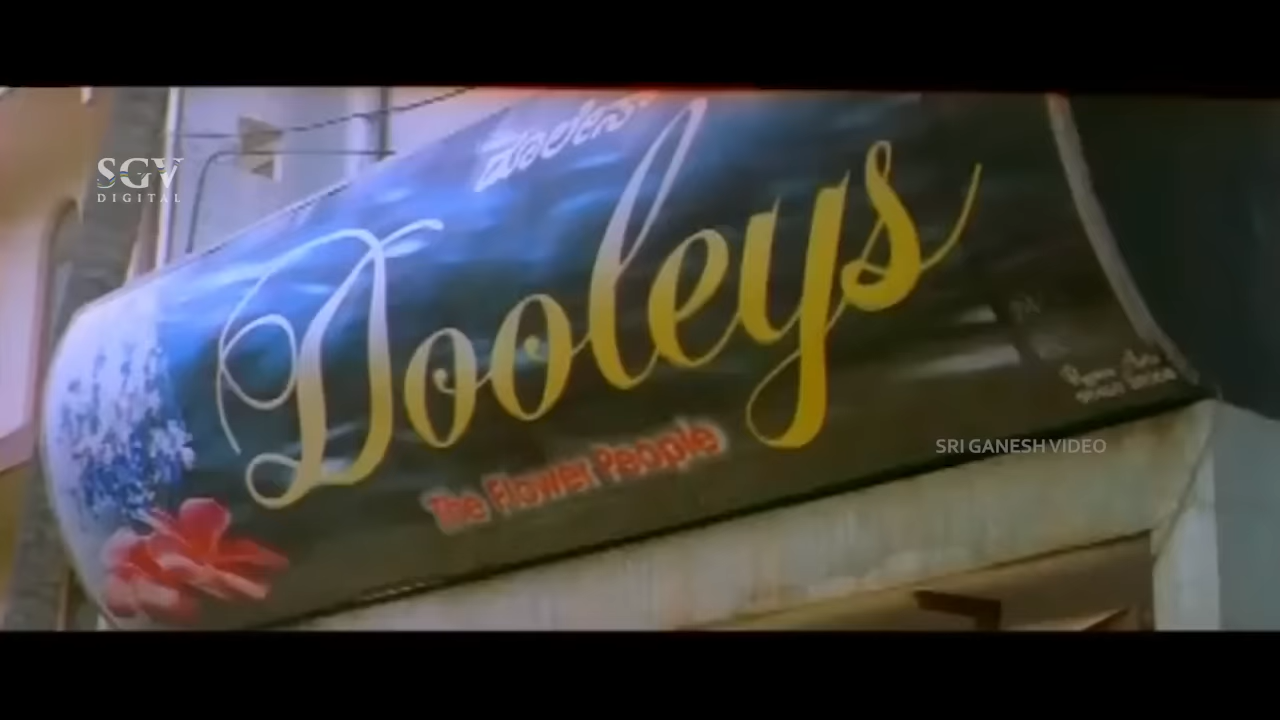 SGV
DIGITAL
ದೂಲೀಸ್
Dooleys
The Flower People
SRI GANESH VIDEO